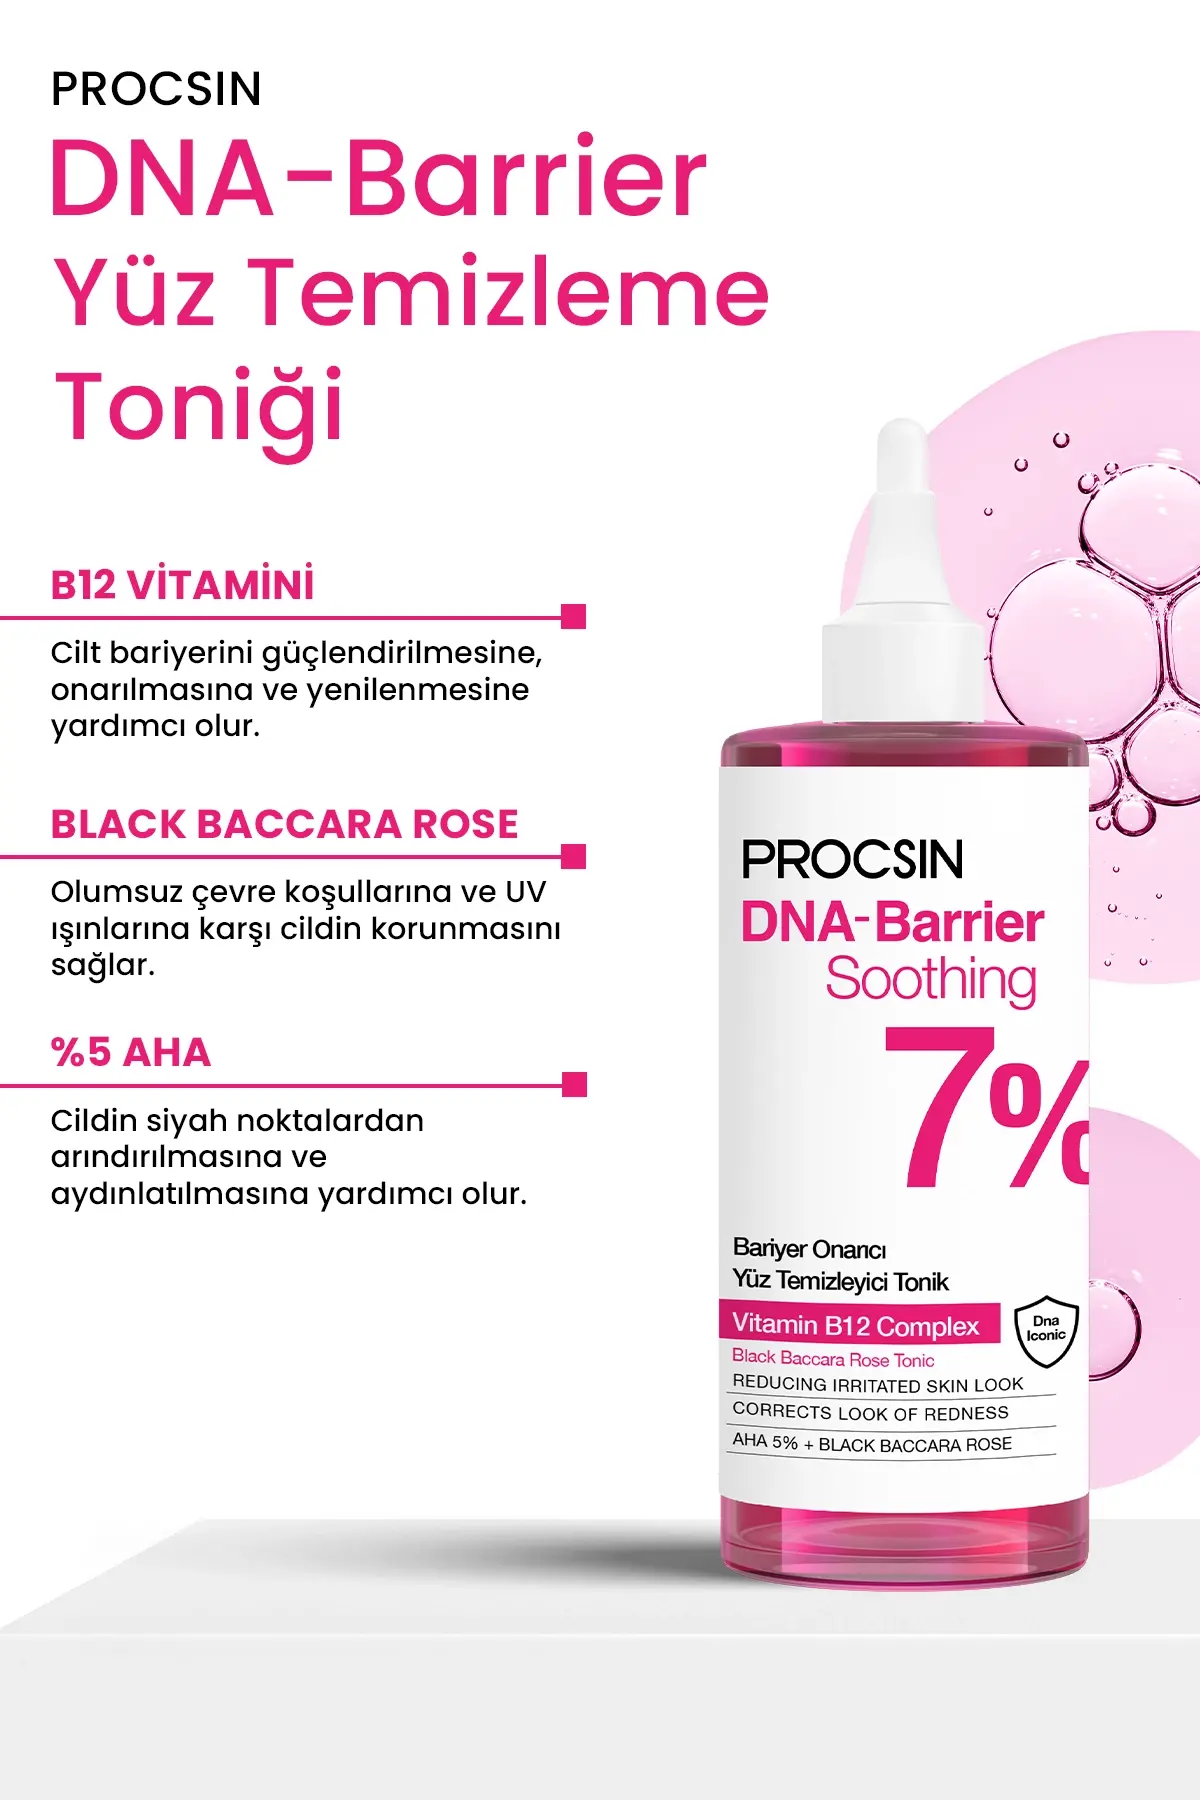 PROCSIN
DNA-Barrier
Yüz Temizleme
Toniği
B12 VİTAMİNİ
Cilt bariyerini güçlendirilmesine,
onarılmasına ve yenilenmesine
yardımcı olur.
BLACK BACCARA ROSE
Olumsuz çevre koşullarına ve UV
ışınlarına karşı cildin korunmasını
sağlar.
%5 AHA
Cildin siyah noktalardan
arındırılmasına ve
aydınlatılmasına yardımcı olur.
PROCSIN
DNA-Barrier
Soothing
7%
Bariyer Onarıcı
Yüz Temizleyici Tonik
Vitamin B12 Complex
Dna
Iconic
Black Baccara Rose Tonic
REDUCING IRRITATED SKIN LOOK
CORRECTS LOOK OF REDNESS
AHA 5% + BLACK BACCARA ROSE